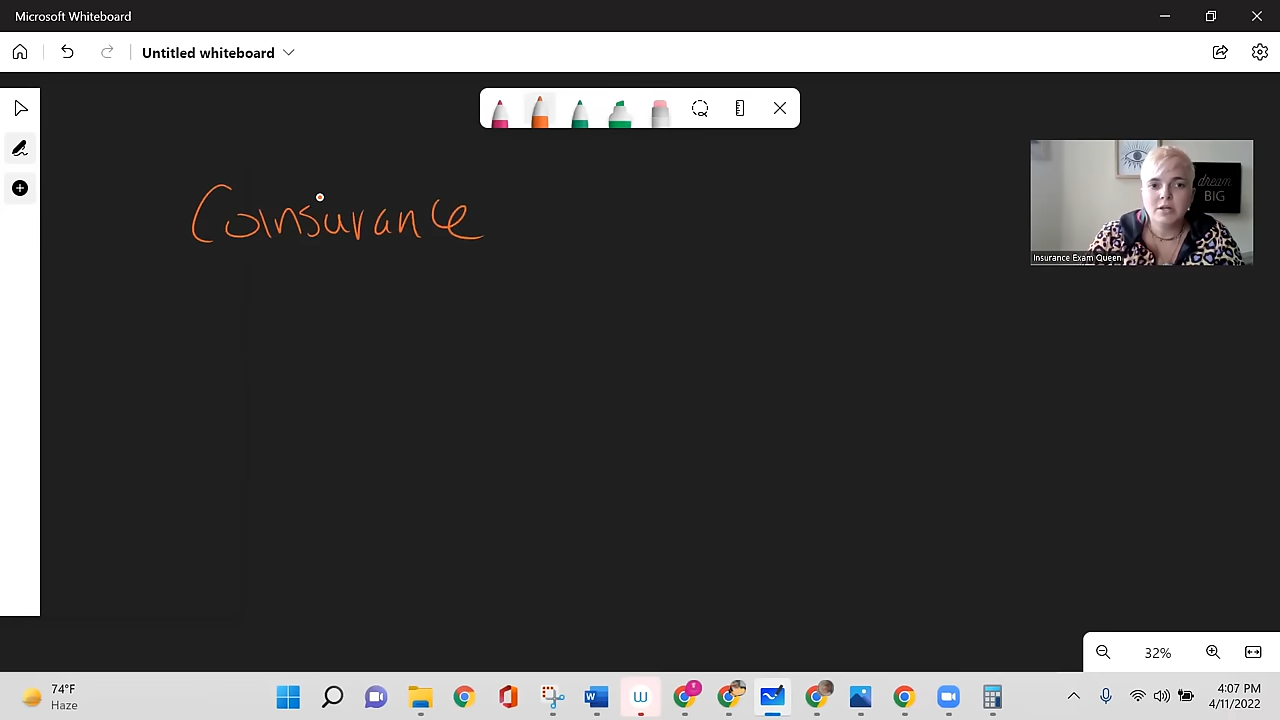 Microsoft Whiteboard
Untitled whiteboard
Coinsurance
dream
BIG
Insurance Exam Queen
32%
74°F
Haze
4:07 PM
4/11/2022